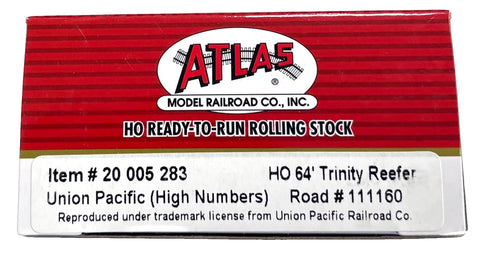 ATLAS
®
MODEL RAILROAD CO., INC.
HO READY-TO-RUN ROLLING STOCK
Item # 20 005 283 HO 64' Trinity Reefer
Union Pacific (High Numbers) Road # 111160
Reproduced under trademark license from Union Pacific Railroad Co.